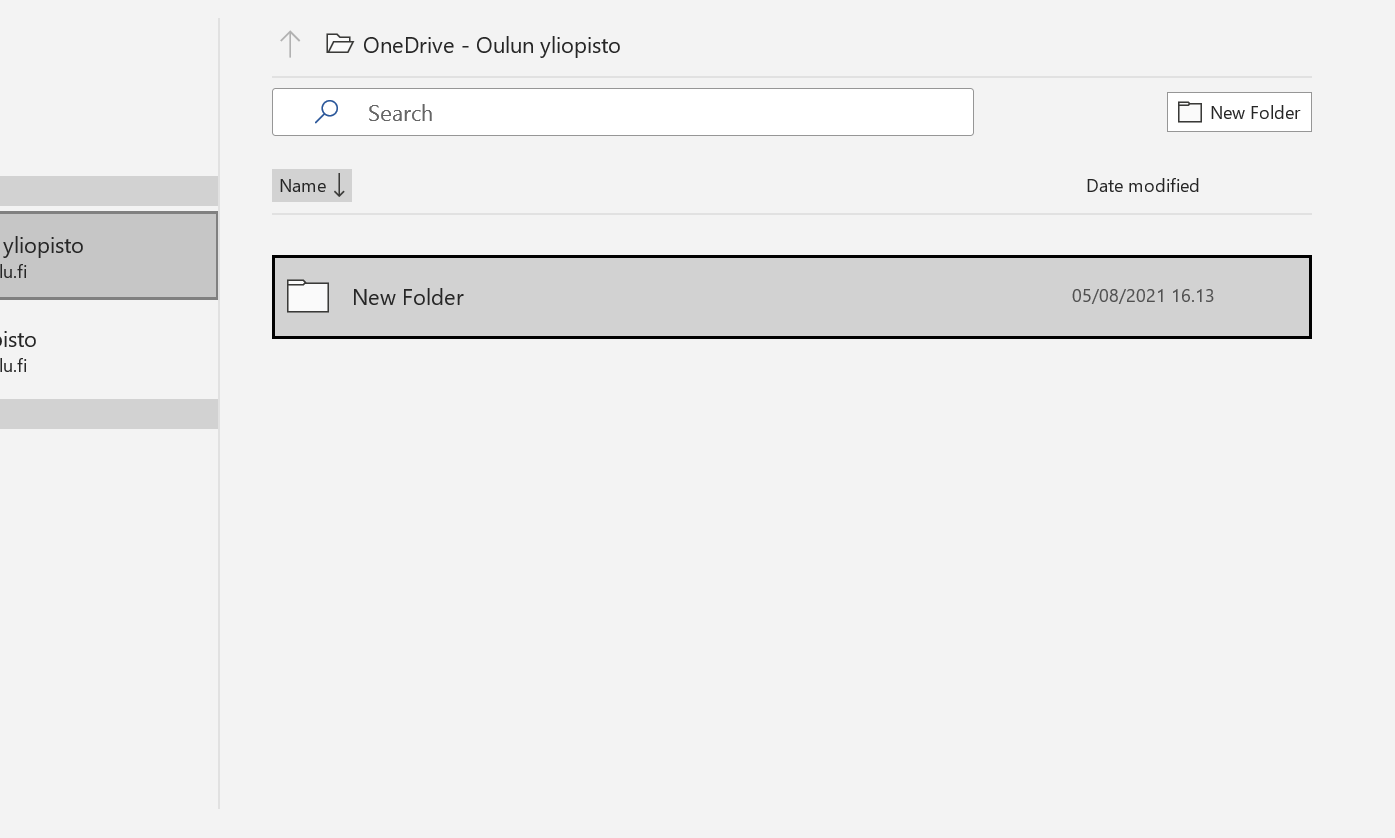 OneDrive - Oulun yliopisto
Search
New Folder
Name
Date modified
yliopisto
lu.fi
New Folder
05/08/2021 16.13
isto
lu.fi